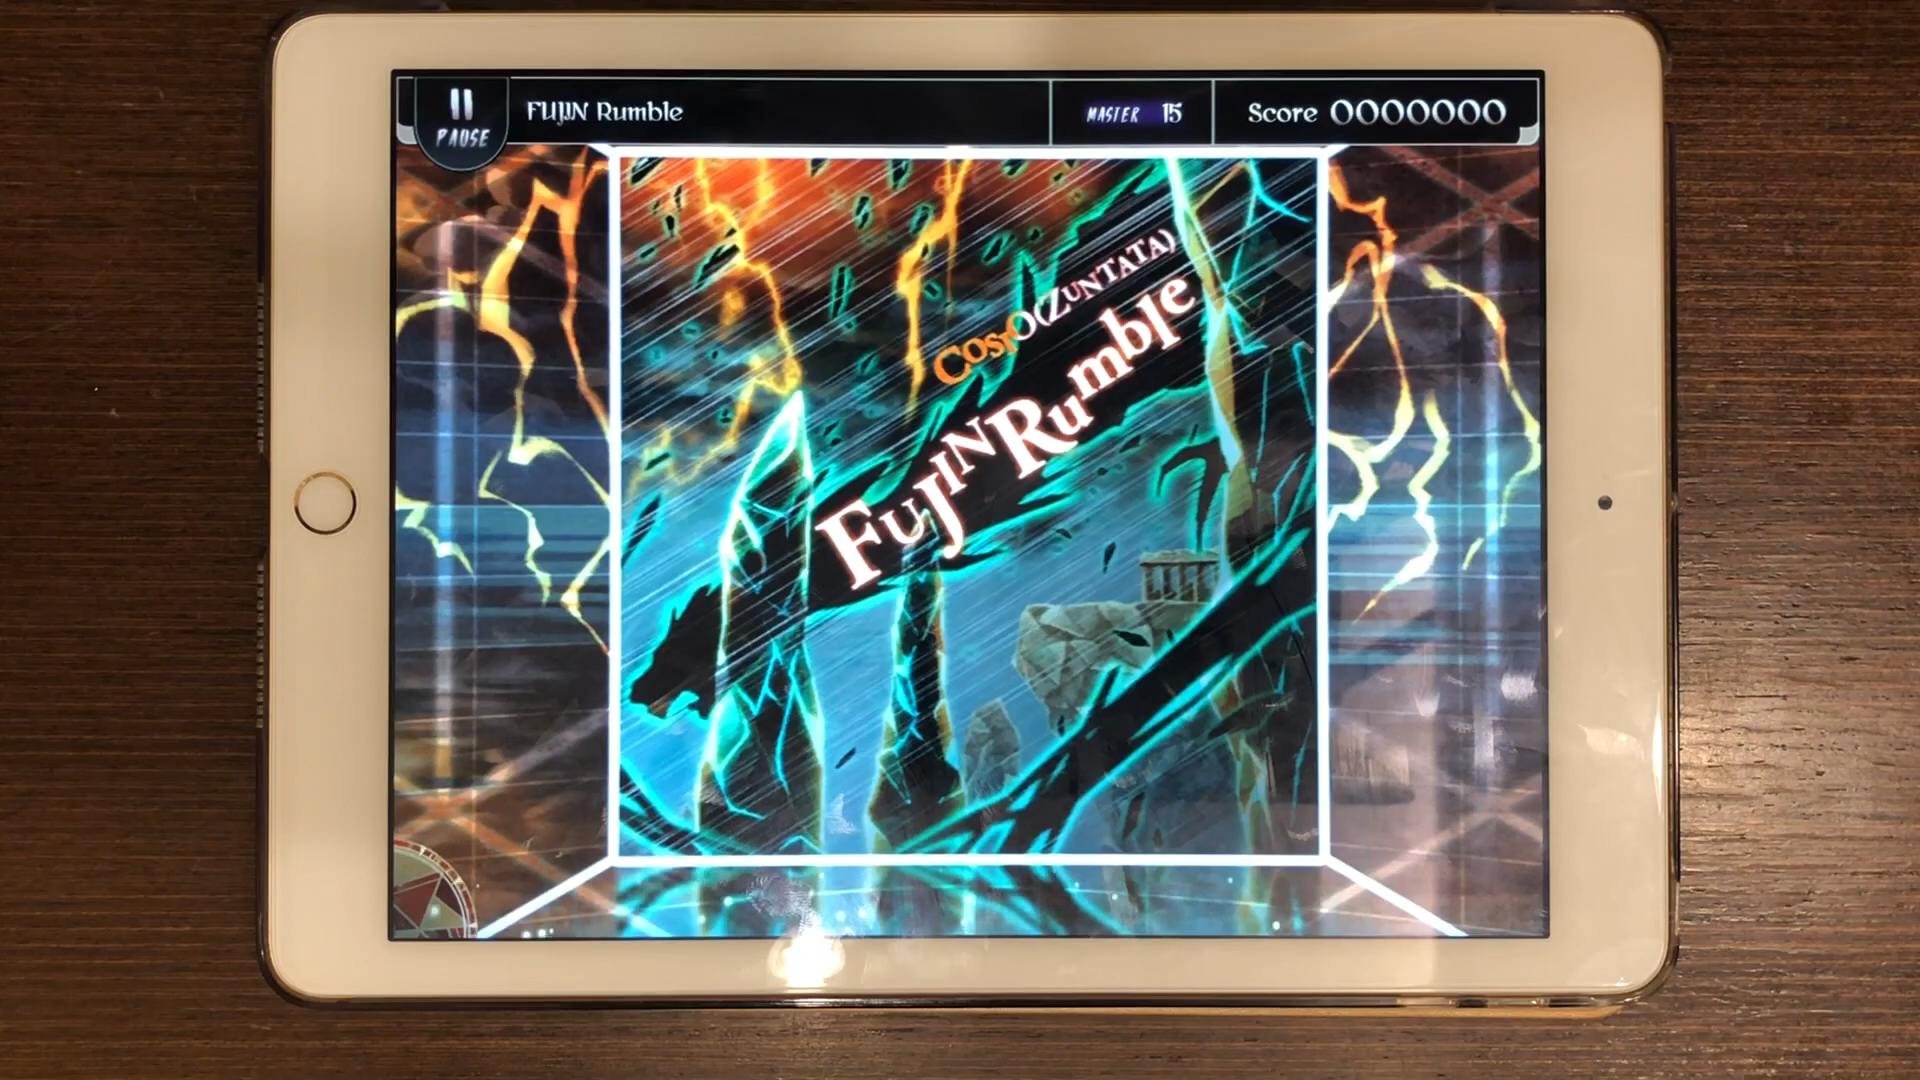 PAUSE
FUJIN Rumble
MASTER 15
Score 0000000
COSIO(ZUNTATA)
FUJIN Rumble